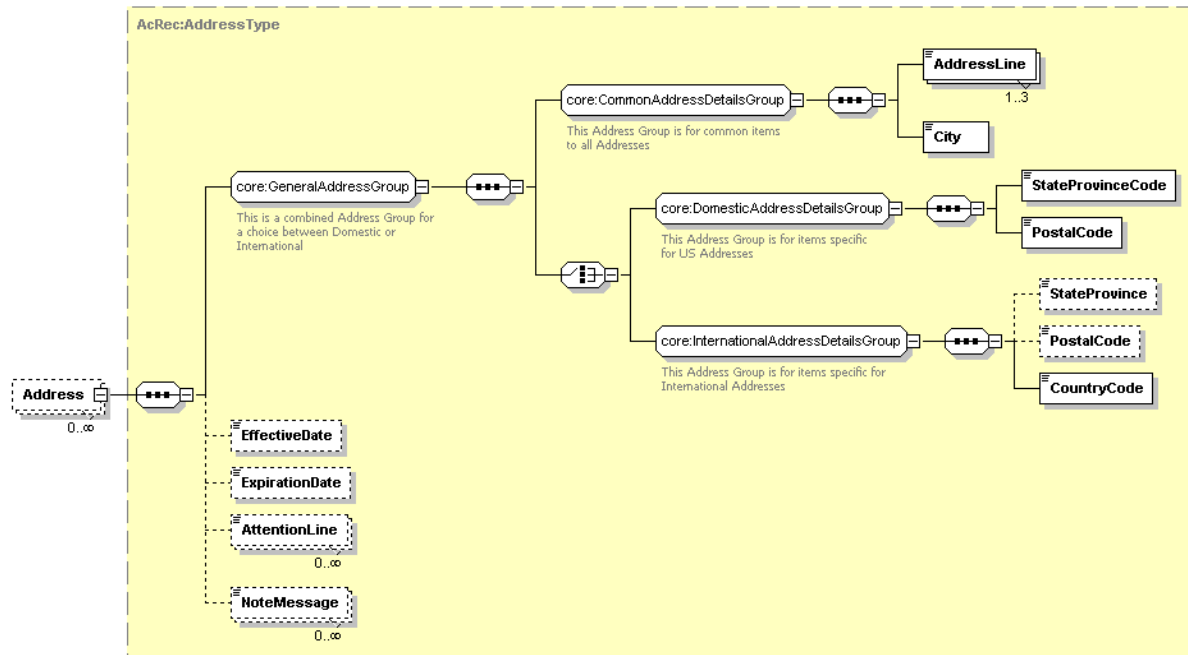 AcRec:AddressType
AddressLine
1..3
core:CommonAddressDetailsGroup
This Address Group is for common items
to all Addresses
City
core:GeneralAddressGroup
This is a combined Address Group for
a choice between Domestic or
International
StateProvinceCode
core:DomesticAddressDetailsGroup
This Address Group is for items specific
for US Addresses
PostalCode
StateProvince
core:InternationalAddressDetailsGroup
This Address Group is for items specific for
International Addresses
PostalCode
CountryCode
Address
0..∞
EffectiveDate
ExpirationDate
AttentionLine
0..∞
NoteMessage
0..∞